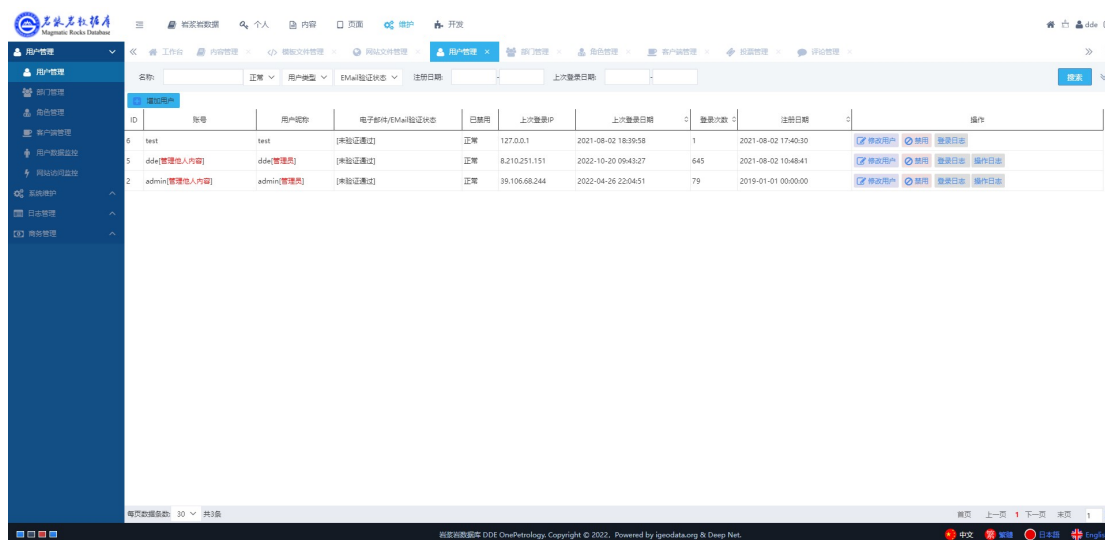 岩浆岩数据库
Magmatic Rocks Database
岩浆岩数据 个人 内容 页面 维护 开发
dde
用户管理
工作台 内容管理 × 模板文件管理 × 网站文件管理 × 用户管理 × 部门管理 × 角色管理 × 客户端管理 × 投票管理 × 评论管理 ×
用户管理
部门管理
角色管理
客户端管理
用户数据监控
网站访问监控
系统维护
日志管理
商务管理
名称: 正常 用户类型 EMail验证状态 注册日期: - 上次登录日期: - 搜索
增加用户
ID 账号 用户昵称 电子邮件/EMail验证状态 已禁用 上次登录IP 上次登录日期 登录次数 注册日期 操作
6 test test [未验证通过] 正常 127.0.0.1 2021-08-02 18:39:58 1 2021-08-02 17:40:30 修改用户 禁用 登录日志
5 dde[管理他人内容] dde[管理员] [未验证通过] 正常 8.210.251.151 2022-10-20 09:43:27 645 2021-08-02 10:48:41 修改用户 禁用 登录日志 操作日志
2 admin[管理他人内容] admin[管理员] [未验证通过] 正常 39.106.68.244 2022-04-26 22:04:51 79 2019-01-01 00:00:00 修改用户 禁用 登录日志 操作日志
每页数据条数: 30 共3条 首页 上一页 1 下一页 末页 1
岩浆岩数据库 DDE OnePetrology. Copyright © 2022, Powered by igeodata.org & Deep Net.
中文 繁體 日本語 Englis